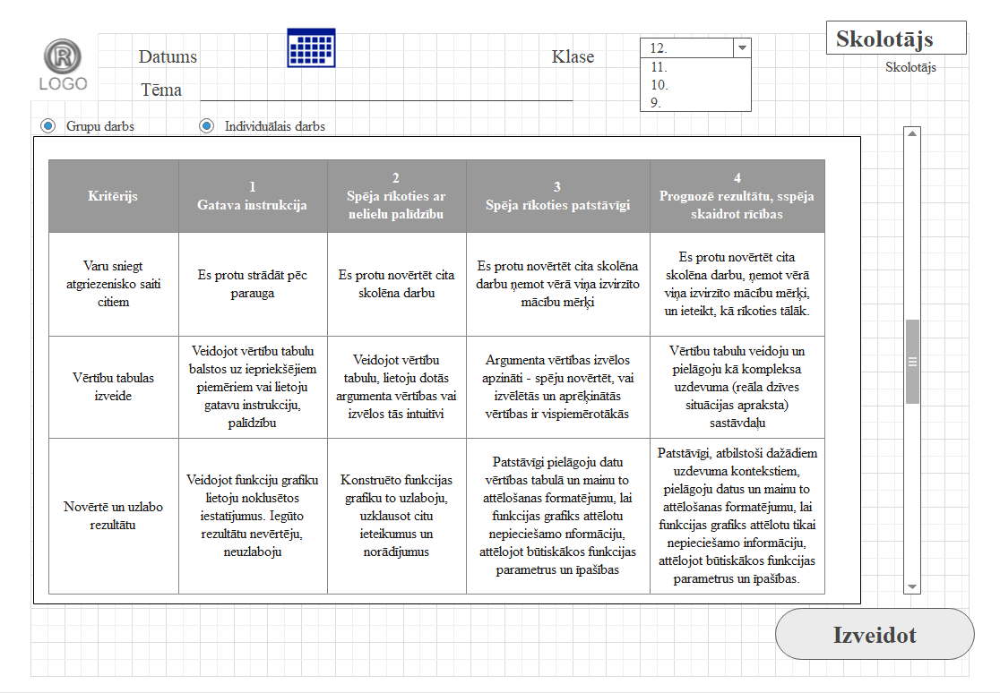 ®
LOGO
Datums
Klase
12.
11.
10.
9.
Skolotājs
Skolotājs
Tēma
Grupu darbs
Individuālais darbs
Kritērijs
1
Gatava instrukcija
2
Spēja rīkoties ar
nelielu palīdzību
3
Spēja rīkoties patstāvīgi
4
Prognozē rezultātu, sspēja
skaidrot rīcības
Varu sniegt
atgriezenisko saiti
citiem
Es protu strādāt pēc
parauga
Es protu novērtēt cita
skolēna darbu
Es protu novērtēt cita skolēna
darbu ņemot vērā viņa izvirzīto
mācību mērķi
Es protu novērtēt cita
skolēna darbu, ņemot vērā
viņa izvirzīto mācību mērķi,
un ieteikt, kā rīkoties tālāk.
Vērtību tabulas
izveide
Veidojot vērtību tabulu
balstos uz iepriekšējiem
piemēriem vai lietoju
gatavu instrukciju,
palīdzību
Veidojot vērtību
tabulu, lietoju dotās
argumenta vērtības vai
izvēlos tās intuitīvi
Argumenta vērtības izvēlos
apzināti - spēju novērtēt, vai
izvēlētās un aprēķinātās
vērtības ir vispiemērotākās
Vērtību tabulu veidoju un
pielāgoju kā kompleksa
uzdevuma (reāla dzīves
situācijas apraksta)
sastāvdaļu
Novērtē un uzlabo
rezultātu
Veidojot funkciju grafiku
lietoju noklusētos
iestatījumus. Iegūto
rezultātu nevērtēju,
neuzlaboju
Konstruēto funkcijas
grafiku to uzlaboju,
uzklausot citu
ieteikumus un
norādījumus
Patstāvīgi pielāgoju datu
vērtības tabulā un mainu to
attēlošanas formatējumu, lai
funkcijas grafiks attēlotu
nepieciešamo nformāciju,
attēlojot būtiskākos funkcijas
parametrus un īpašības
Patstāvīgi, atbilstoši dažādiem
uzdevuma kontekstiem,
pielāgoju datus un mainu to
attēlošanas formatējumu, lai
funkcijas grafiks attēlotu tikai
nepieciešamo informāciju,
attēlojot būtiskākos funkcijas
parametrus un īpašības.
Izveidot